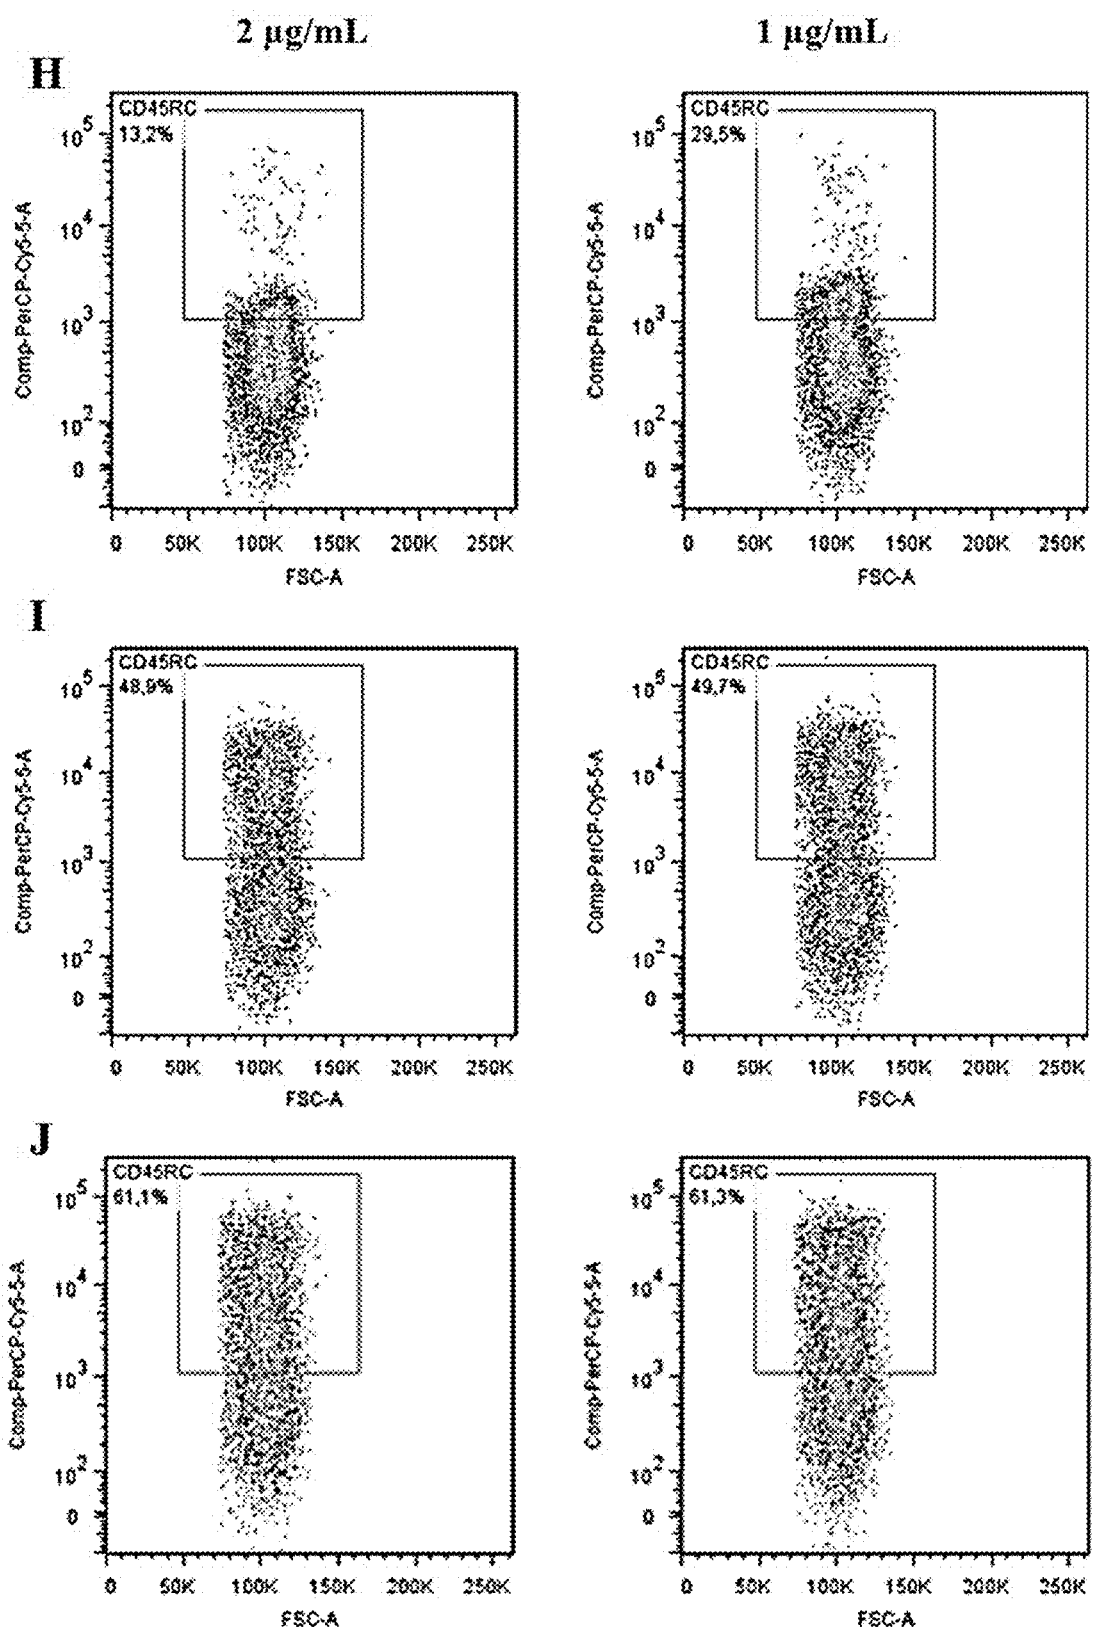 2 µg/mL 1 µg/mL
H
CD45RC
13,2%
10^5
10^4
10^3
10^2
0
Comp-PerCP-Cy5-5-A
0 50K 100K 150K 200K 250K
FSC-A
CD45RC
29,5%
10^5
10^4
10^3
10^2
0
Comp-PerCP-Cy5-5-A
0 50K 100K 150K 200K 250K
FSC-A
I
CD45RC
48,9%
10^5
10^4
10^3
10^2
0
Comp-PerCP-Cy5-5-A
0 50K 100K 150K 200K 250K
FSC-A
CD45RC
49,7%
10^5
10^4
10^3
10^2
0
Comp-PerCP-Cy5-5-A
0 50K 100K 150K 200K 250K
FSC-A
J
CD45RC
61,1%
10^5
10^4
10^3
10^2
0
Comp-PerCP-Cy5-5-A
0 50K 100K 150K 200K 250K
FSC-A
CD45RC
61,3%
10^5
10^4
10^3
10^2
0
Comp-PerCP-Cy5-5-A
0 50K 100K 150K 200K 250K
FSC-A